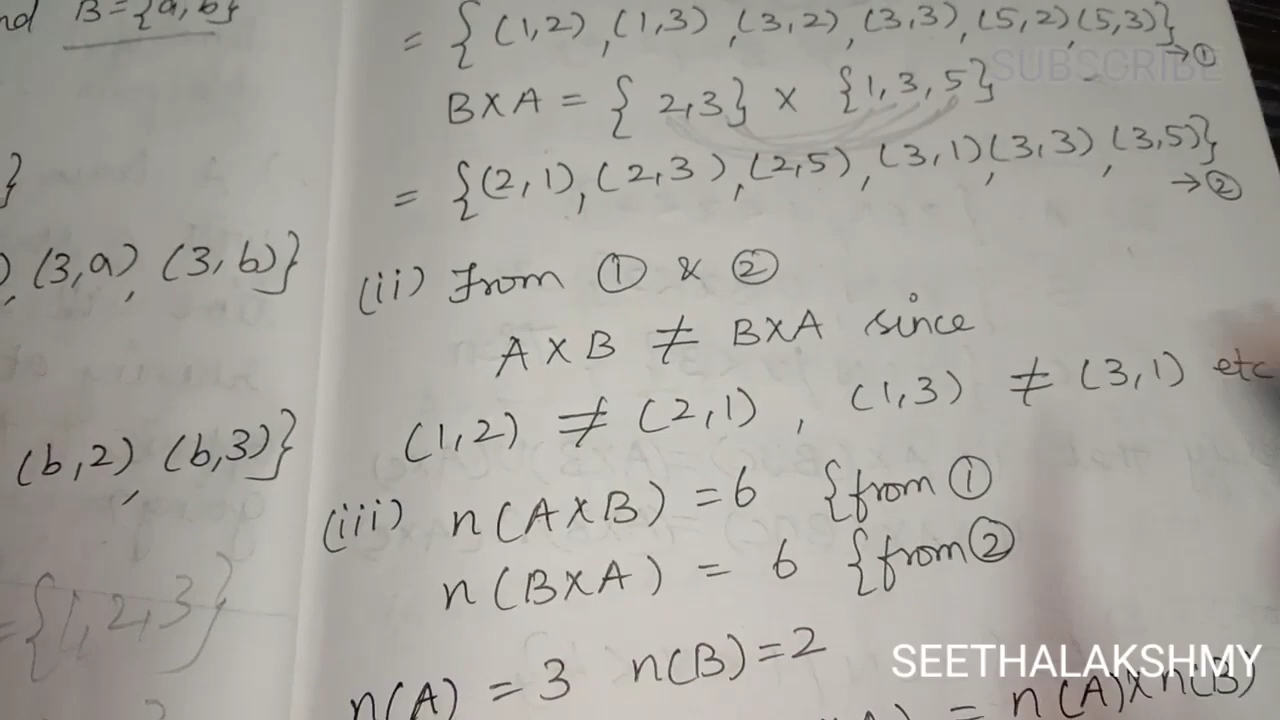 nd B={a,b}
}
, (3,a), (3,b)}
(b,2), (b,3)}
={1,2,3}
= {(1,2),(1,3),(3,2),(3,3),(5,2),(5,3)}
→①
SUBSCRIBE
B×A = {2,3} × {1,3,5}
= {(2,1),(2,3),(2,5),(3,1),(3,3),(3,5)}
→②
(ii) From ① & ②
A×B ≠ B×A since
(1,2) ≠ (2,1), (1,3) ≠ (3,1) etc
(iii) n(A×B) = 6 {from ①
n(B×A) = 6 {from ②
n(A) = 3 n(B)=2
= n(A)×n(B)
SEETHALAKSHMY